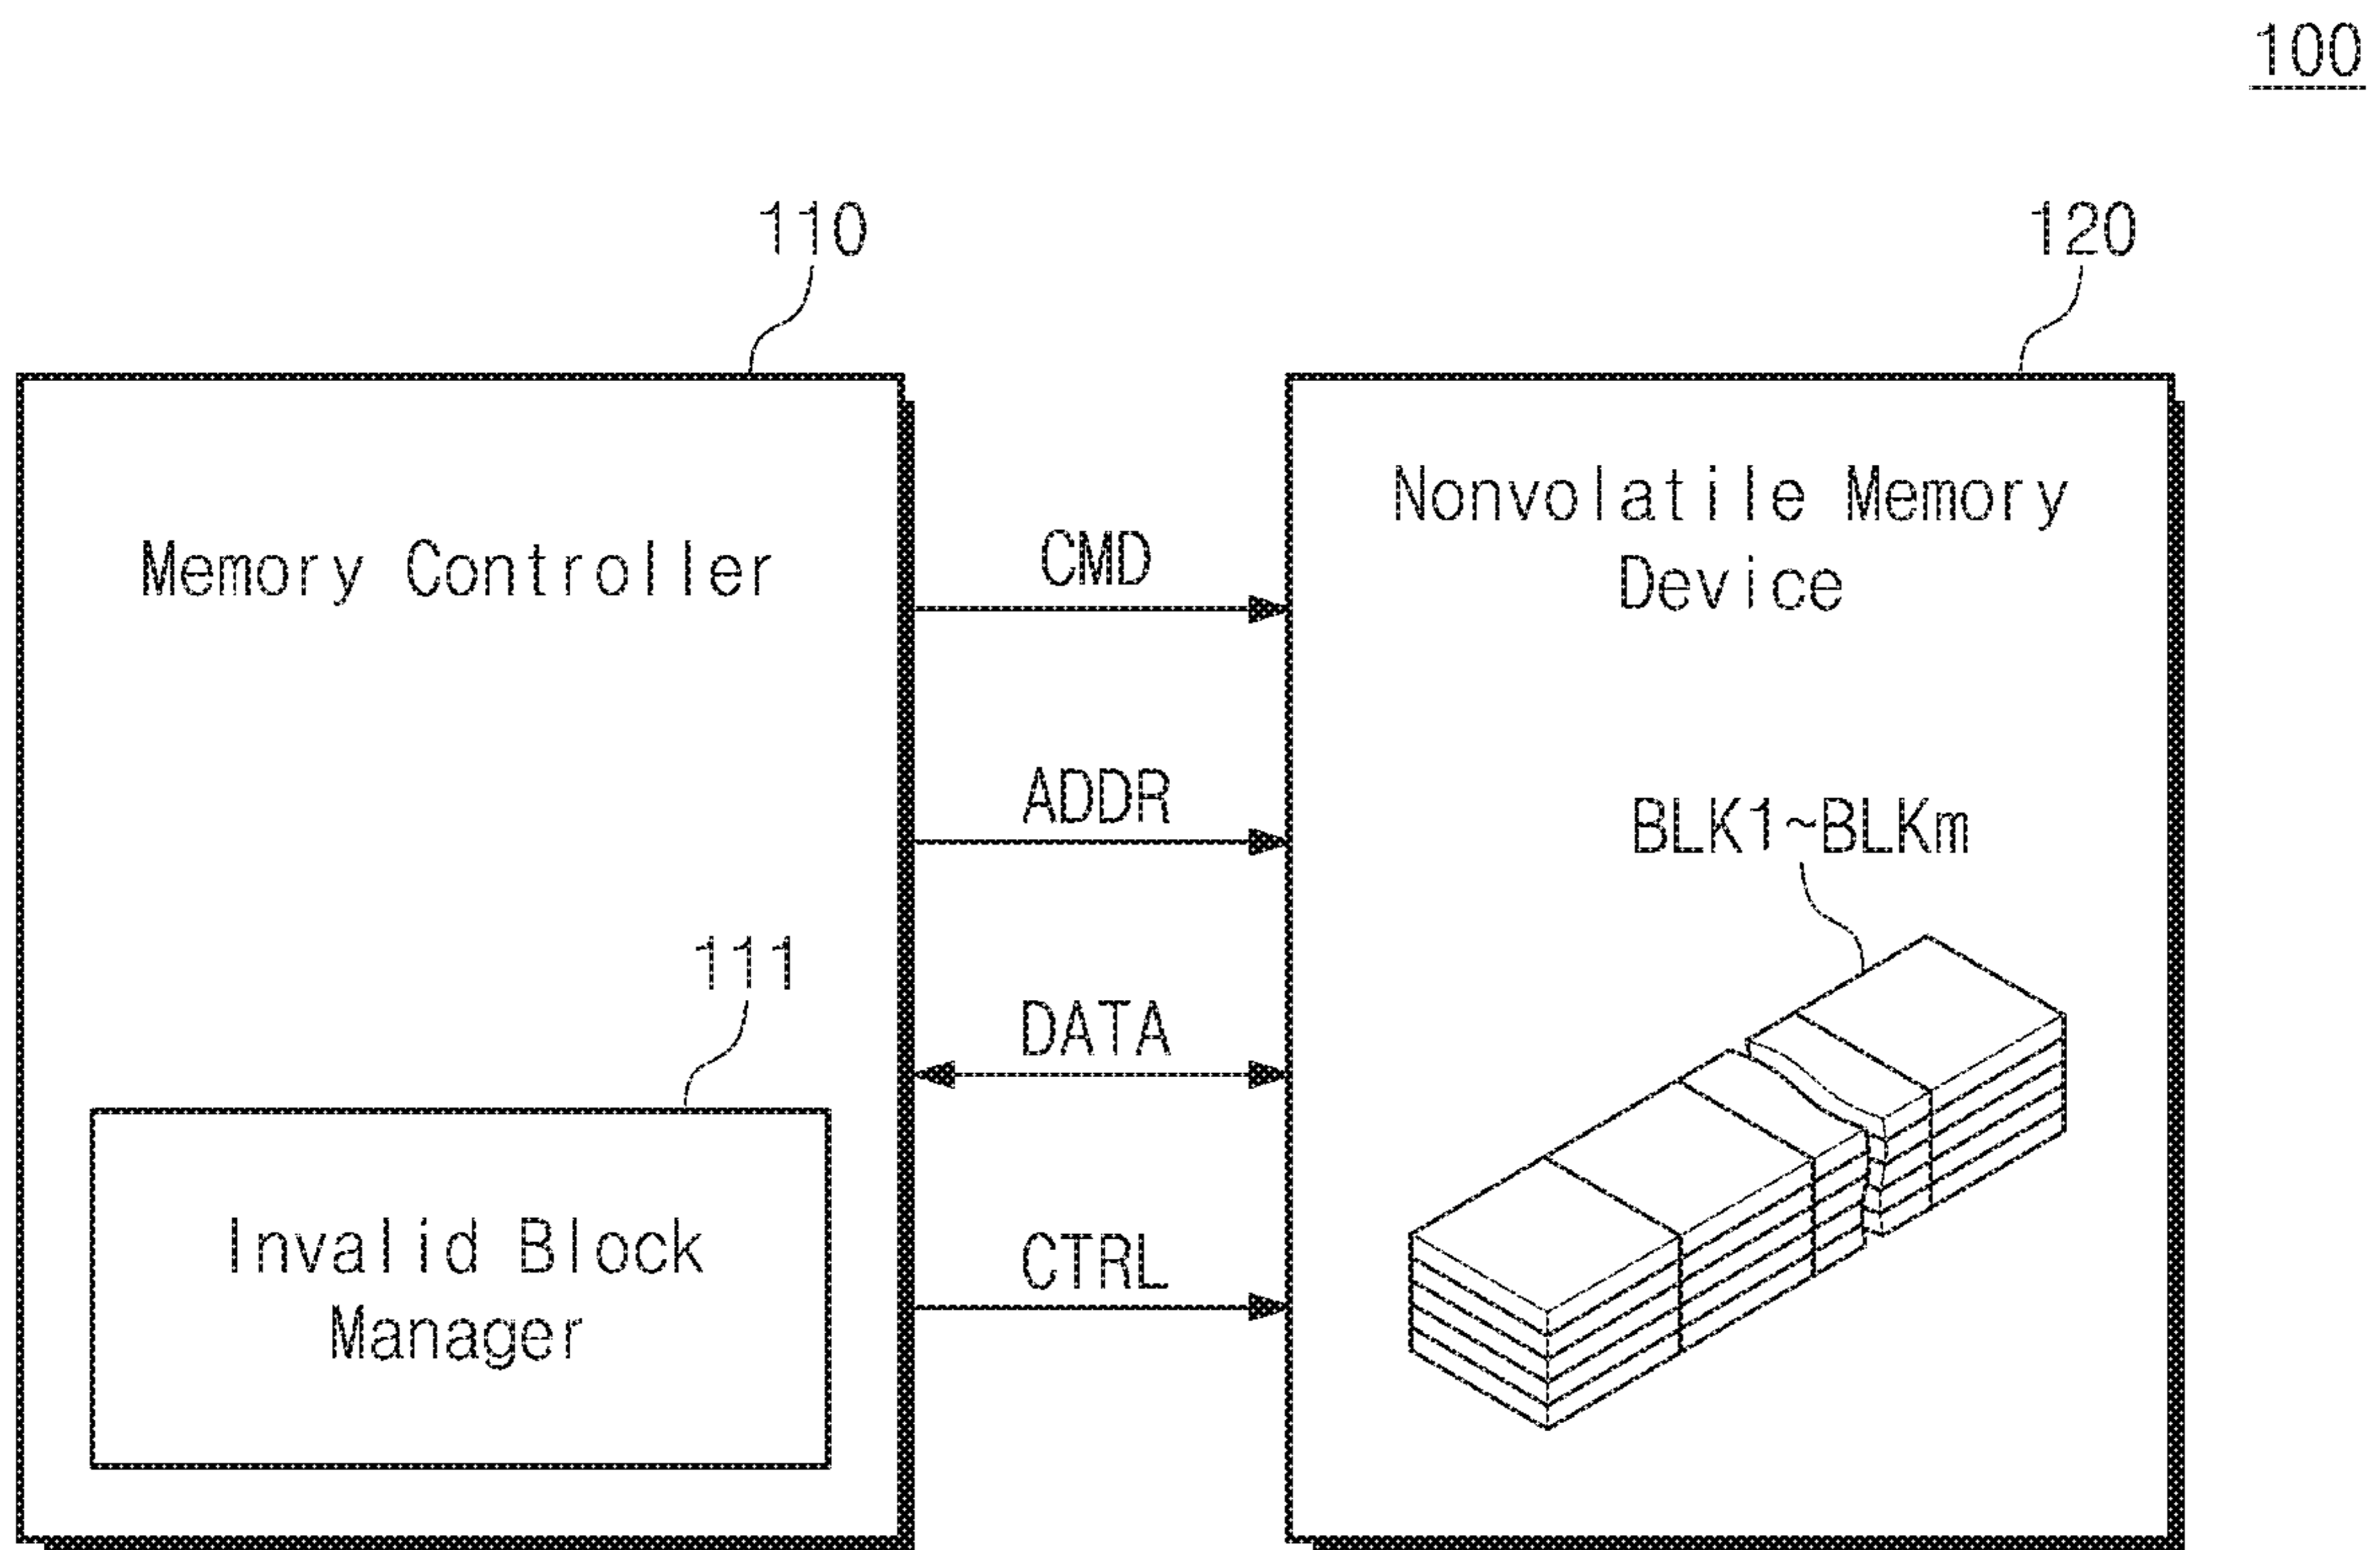 100
110
120
Memory Controller
Nonvolatile Memory
Device
CMD
ADDR
BLK1~BLKm
111
DATA
Invalid Block
Manager
CTRL